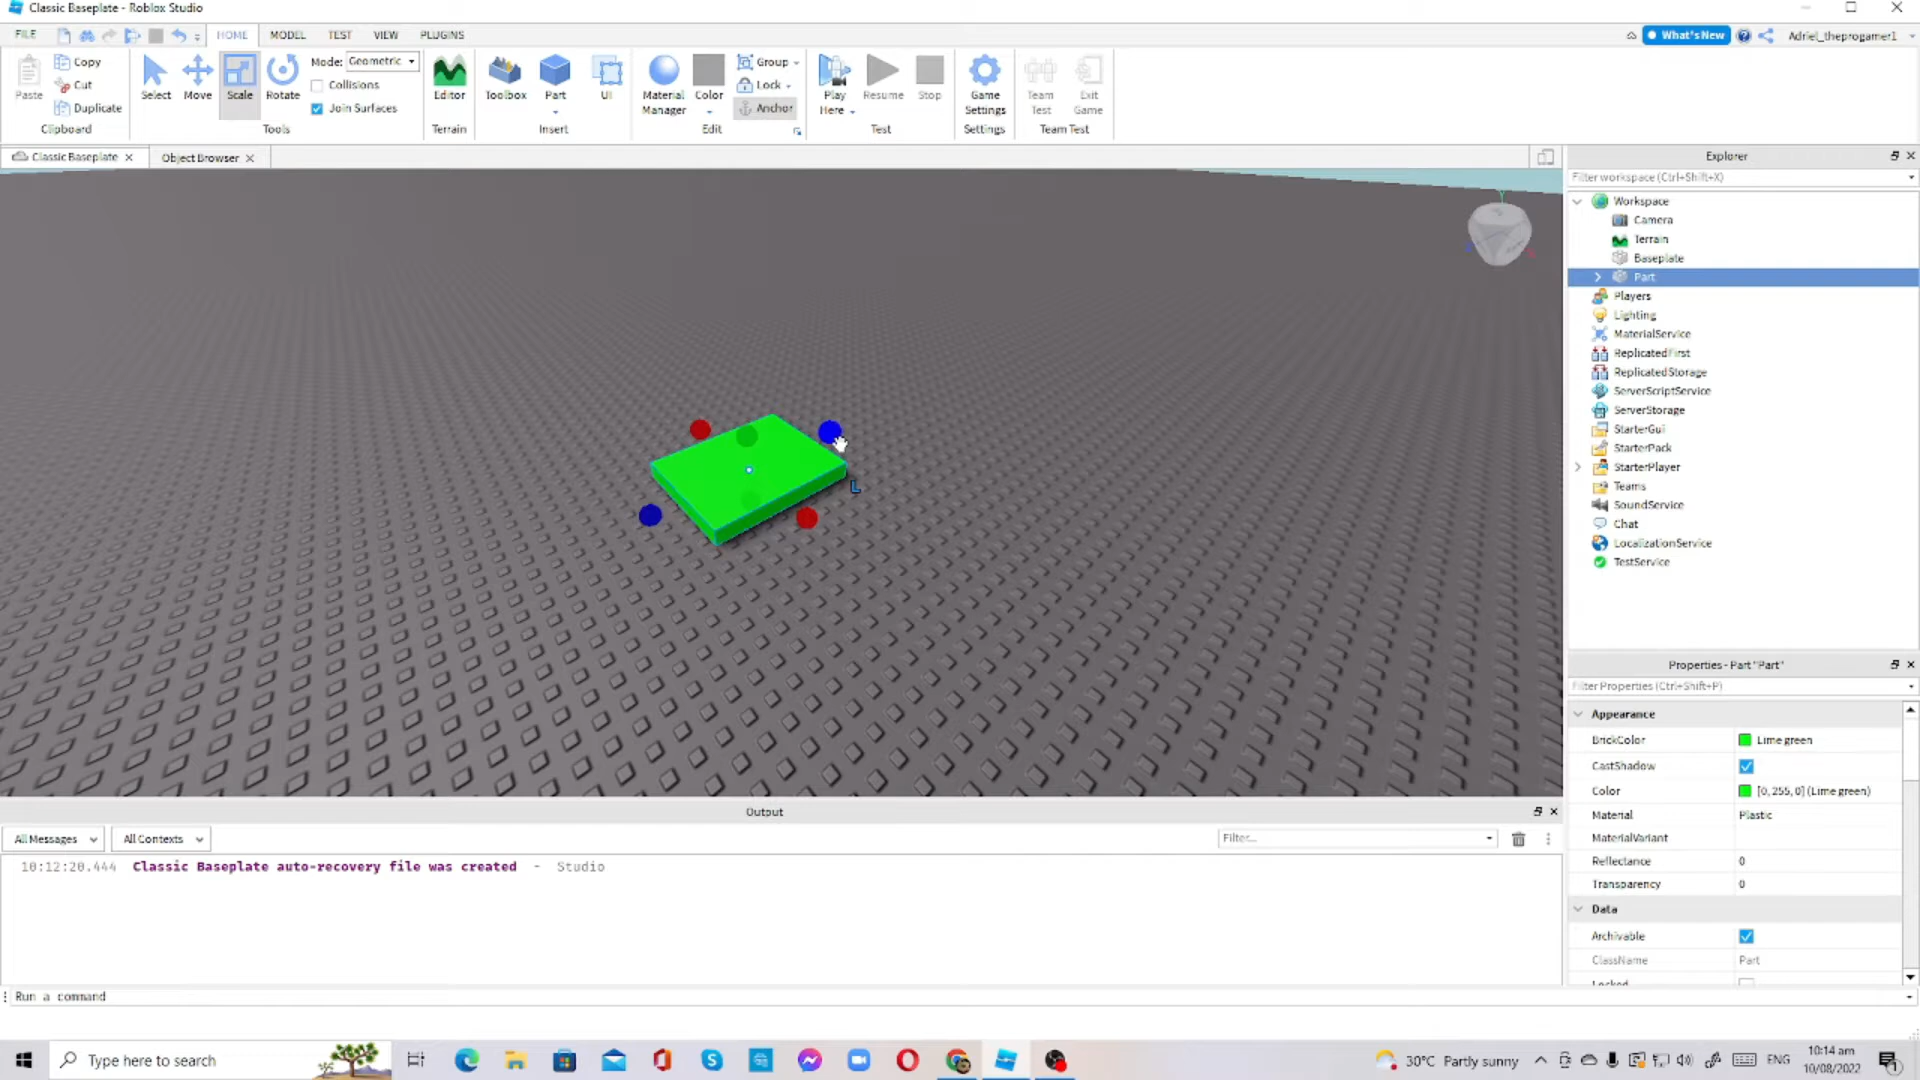 Classic Baseplate - Roblox Studio
FILE HOME MODEL TEST VIEW PLUGINS What's New Adriel_theprogamer1
Paste Copy Cut Duplicate Clipboard
Select Move Scale Rotate Mode: Geometric Collisions Join Surfaces Tools
Editor Terrain
Toolbox Part UI Insert
Material Manager Color Group Lock Anchor Edit
Play Here Resume Stop Test
Game Settings Settings
Team Test Exit Game Team Test
Classic Baseplate Object Browser
Explorer
Filter workspace (Ctrl+Shift+X)
Workspace
Camera
Terrain
Baseplate
Part
Players
Lighting
MaterialService
ReplicatedFirst
ReplicatedStorage
ServerScriptService
ServerStorage
StarterGui
StarterPack
StarterPlayer
Teams
SoundService
Chat
LocalizationService
TestService
L
Properties - Part "Part"
Filter Properties (Ctrl+Shift+P)
Appearance
BrickColor Lime green
CastShadow
Color [0, 255, 0] (Lime green)
Material Plastic
MaterialVariant
Reflectance 0
Transparency 0
Data
Archivable
ClassName Part
Locked
Output
All Messages All Contexts Filter...
10:12:20.444 Classic Baseplate auto-recovery file was created - Studio
Run a command
Type here to search
30°C Partly sunny ENG 10:14 am
10/08/2022
1